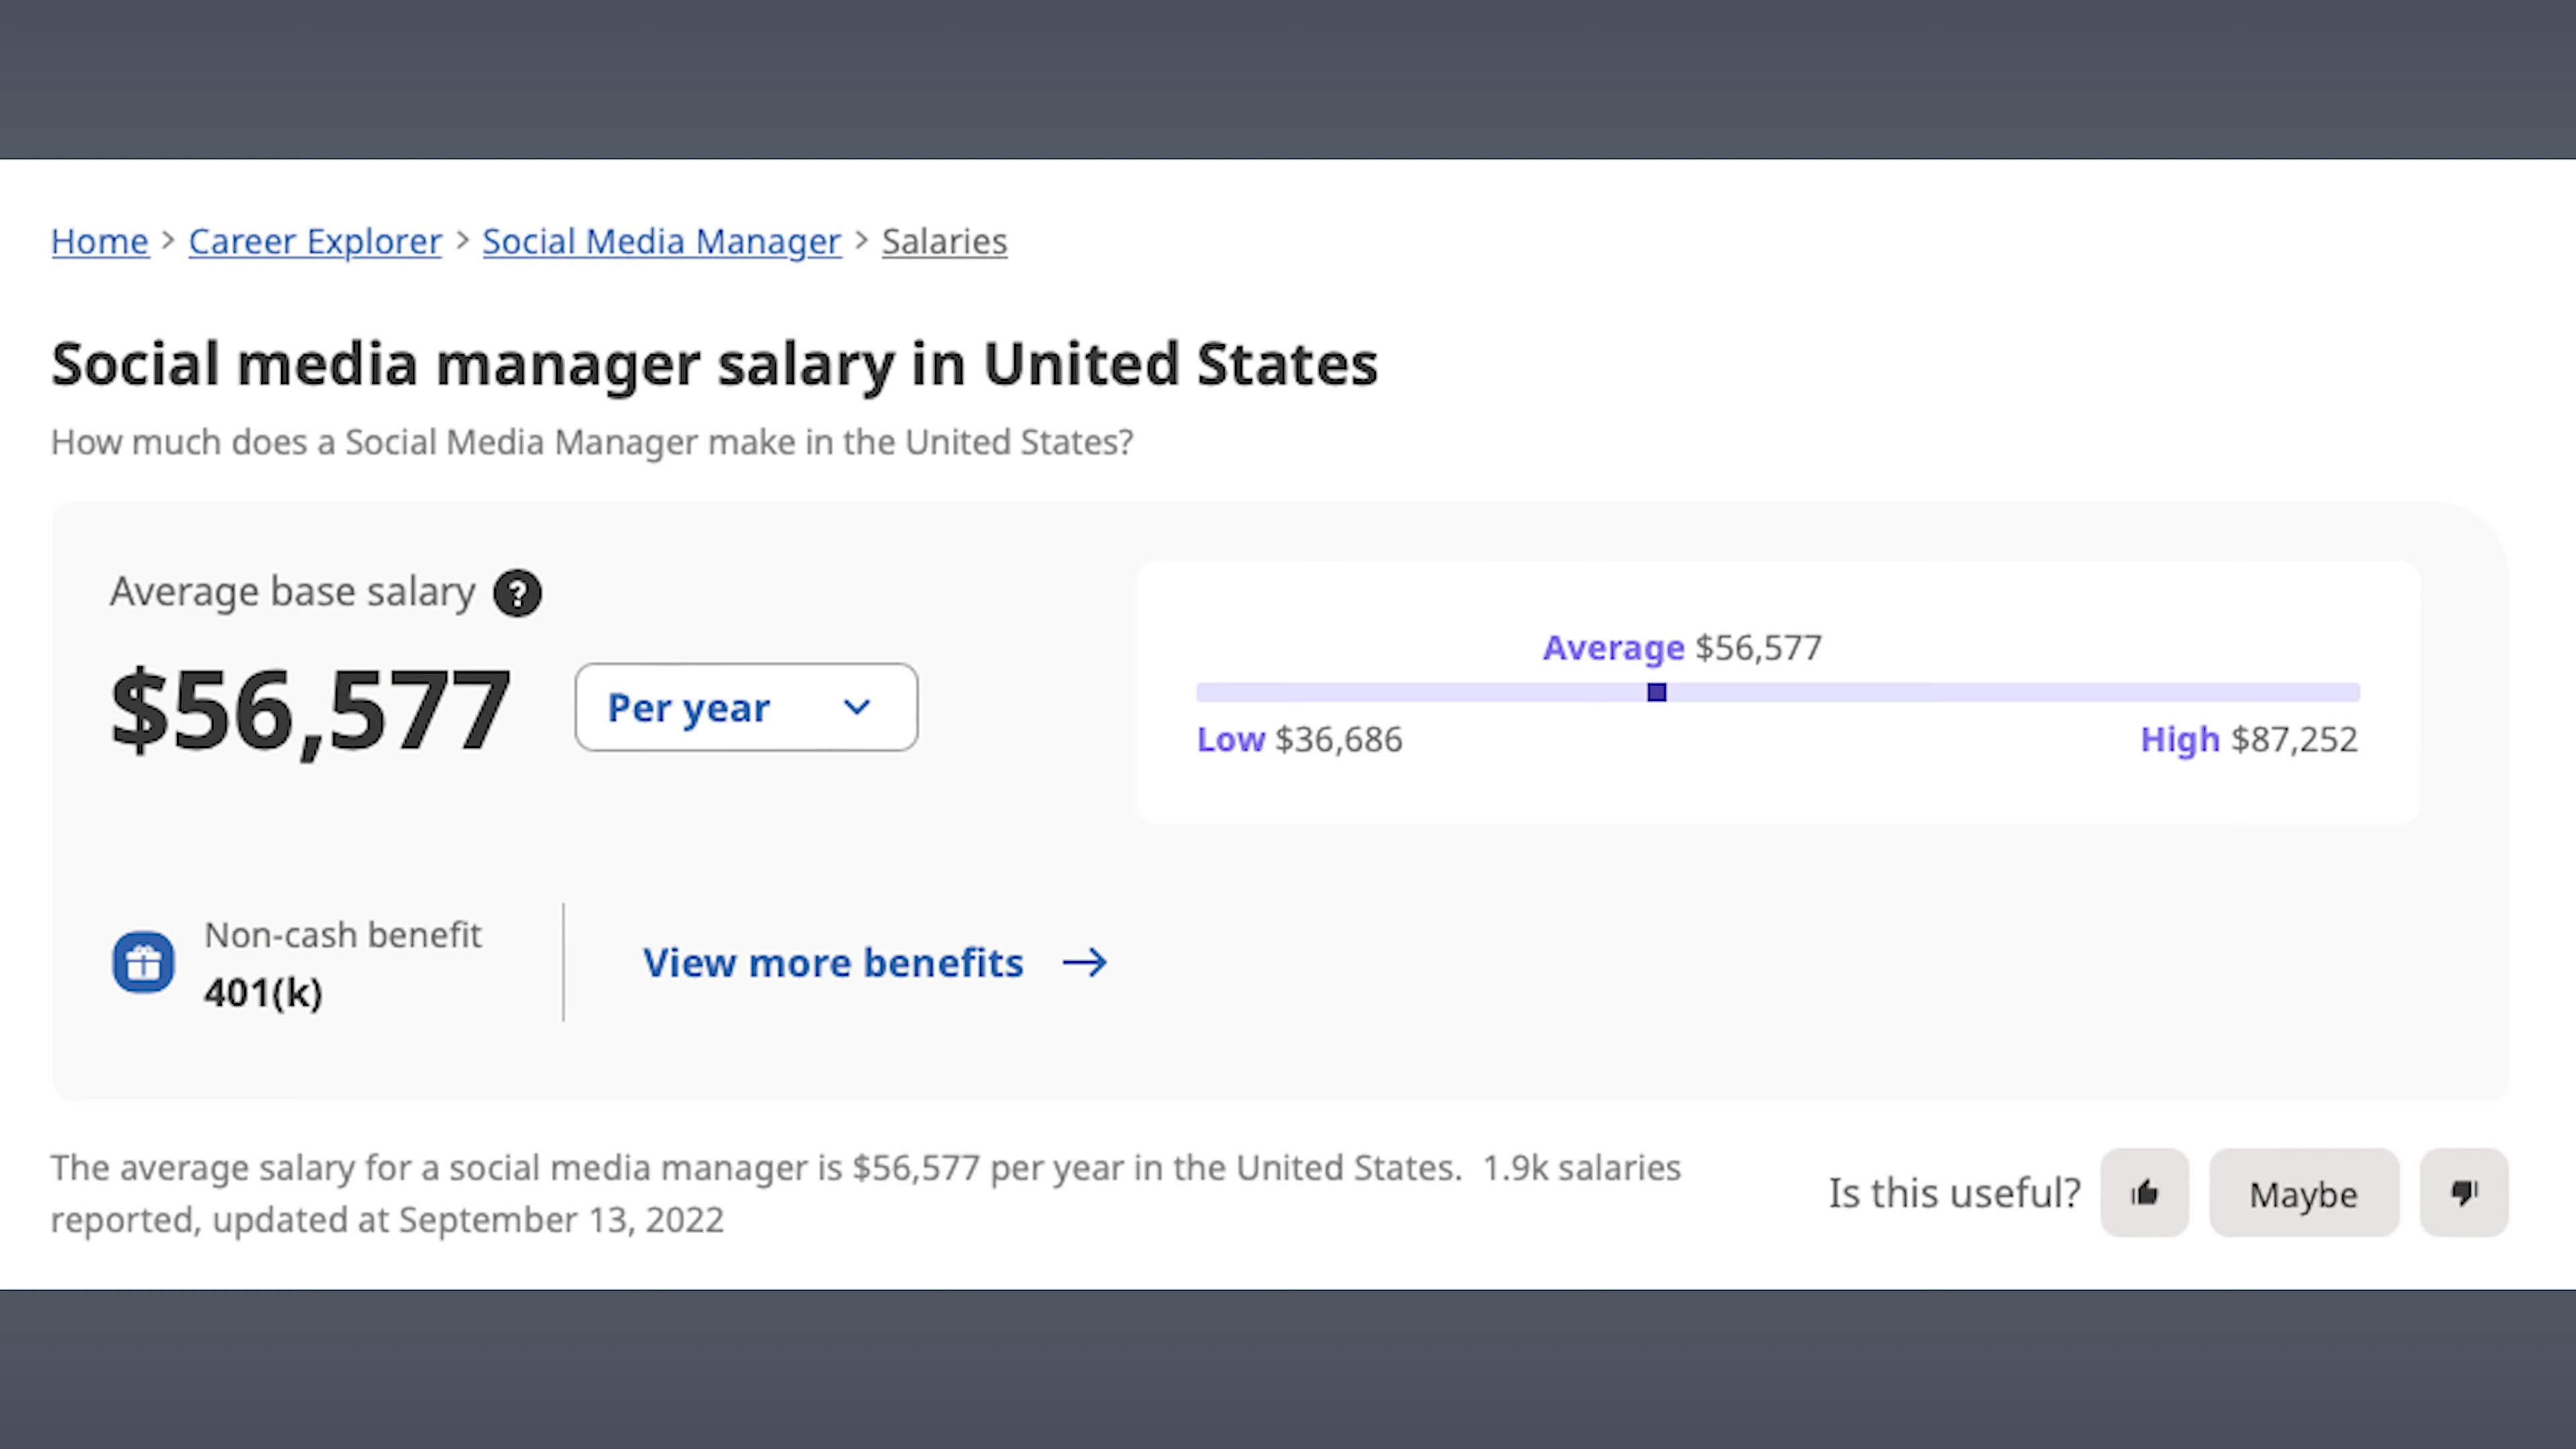 Home > Career Explorer > Social Media Manager > Salaries
Social media manager salary in United States
How much does a Social Media Manager make in the United States?
Average base salary ?
$56,577 Per year
Average $56,577
Low $36,686 High $87,252
Non-cash benefit
401(k)
View more benefits →
The average salary for a social media manager is $56,577 per year in the United States. 1.9k salaries
reported, updated at September 13, 2022
Is this useful? Maybe